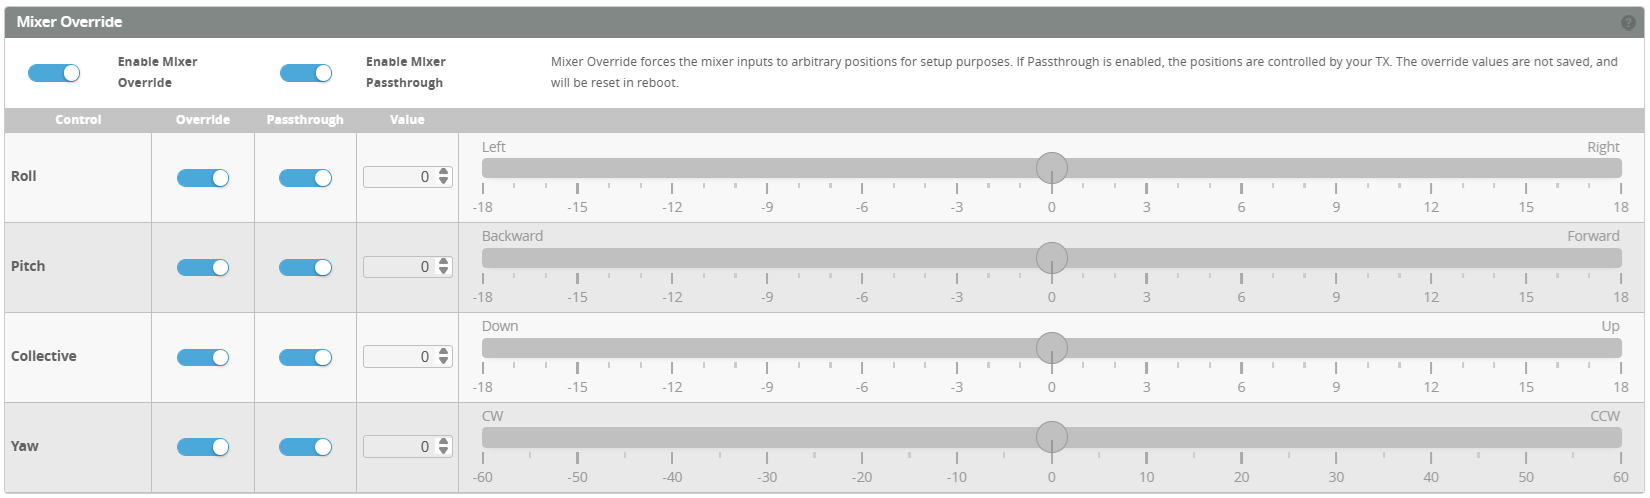 Mixer Override
?
Enable Mixer Override
Enable Mixer Passthrough
Mixer Override forces the mixer inputs to arbitrary positions for setup purposes. If Passthrough is enabled, the positions are controlled by your TX. The override values are not saved, and
will be reset in reboot.
Control Override Passthrough Value
Left Right
Roll 0
-18 -15 -12 -9 -6 -3 0 3 6 9 12 15 18
Backward Forward
Pitch 0
-18 -15 -12 -9 -6 -3 0 3 6 9 12 15 18
Down Up
Collective 0
-18 -15 -12 -9 -6 -3 0 3 6 9 12 15 18
CW CCW
Yaw 0
-60 -50 -40 -30 -20 -10 0 10 20 30 40 50 60